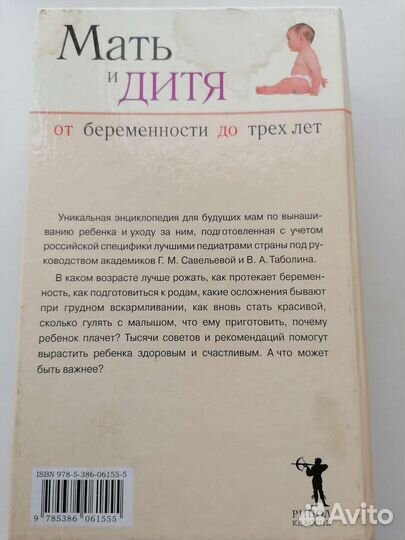 Мать
и ДИТЯ
от беременности до трех лет
Уникальная энциклопедия для будущих мам по вынаши-
ванию ребенка и уходу за ним, подготовленная с учетом
российской специфики лучшими педиатрами страны под ру-
ководством академиков Г. М. Савельевой и В. А. Таболина.
В каком возрасте лучше рожать, как протекает беремен-
ность, как подготовиться к родам, какие осложнения бывают
при грудном вскармливании, как вновь стать красивой,
сколько гулять с малышом, что ему приготовить, почему
ребенок плачет? Тысячи советов и рекомендаций помогут
вырастить ребенка здоровым и счастливым. А что может
быть важнее?
ISBN 978-5-386-06155-5
9 785386 061555
РИПОЛ
КЛАССИК
Avito